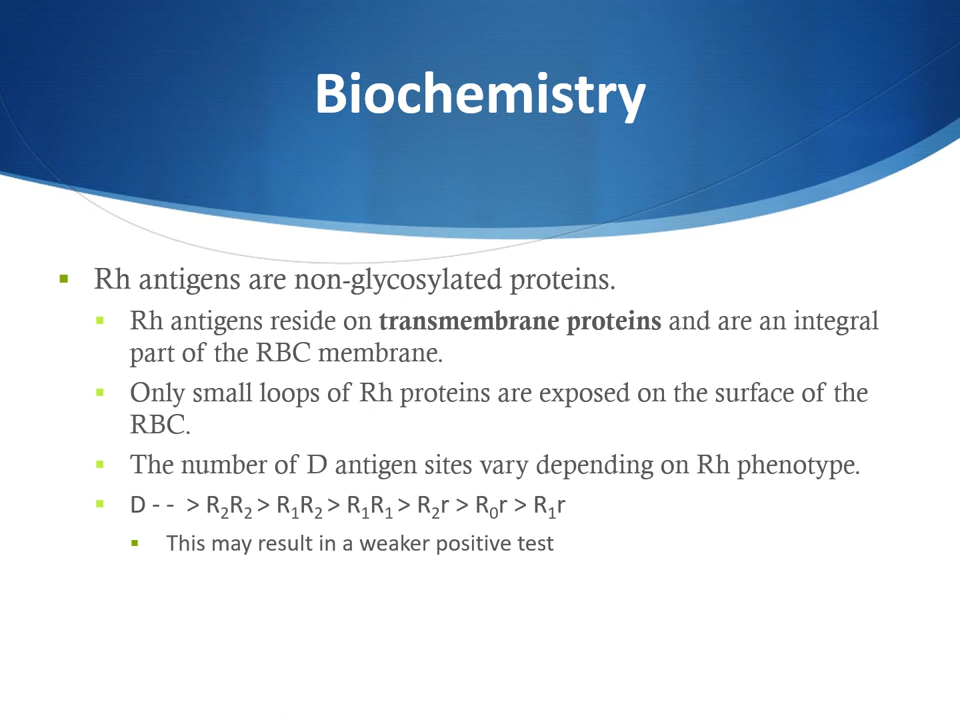 Biochemistry
▪ Rh antigens are non-glycosylated proteins.
▪ Rh antigens reside on transmembrane proteins and are an integral
part of the RBC membrane.
▪ Only small loops of Rh proteins are exposed on the surface of the
RBC.
▪ The number of D antigen sites vary depending on Rh phenotype.
▪ D - - > R₂R₂ > R₁R₂ > R₁R₁ > R₂r > R₀r > R₁r
▪ This may result in a weaker positive test